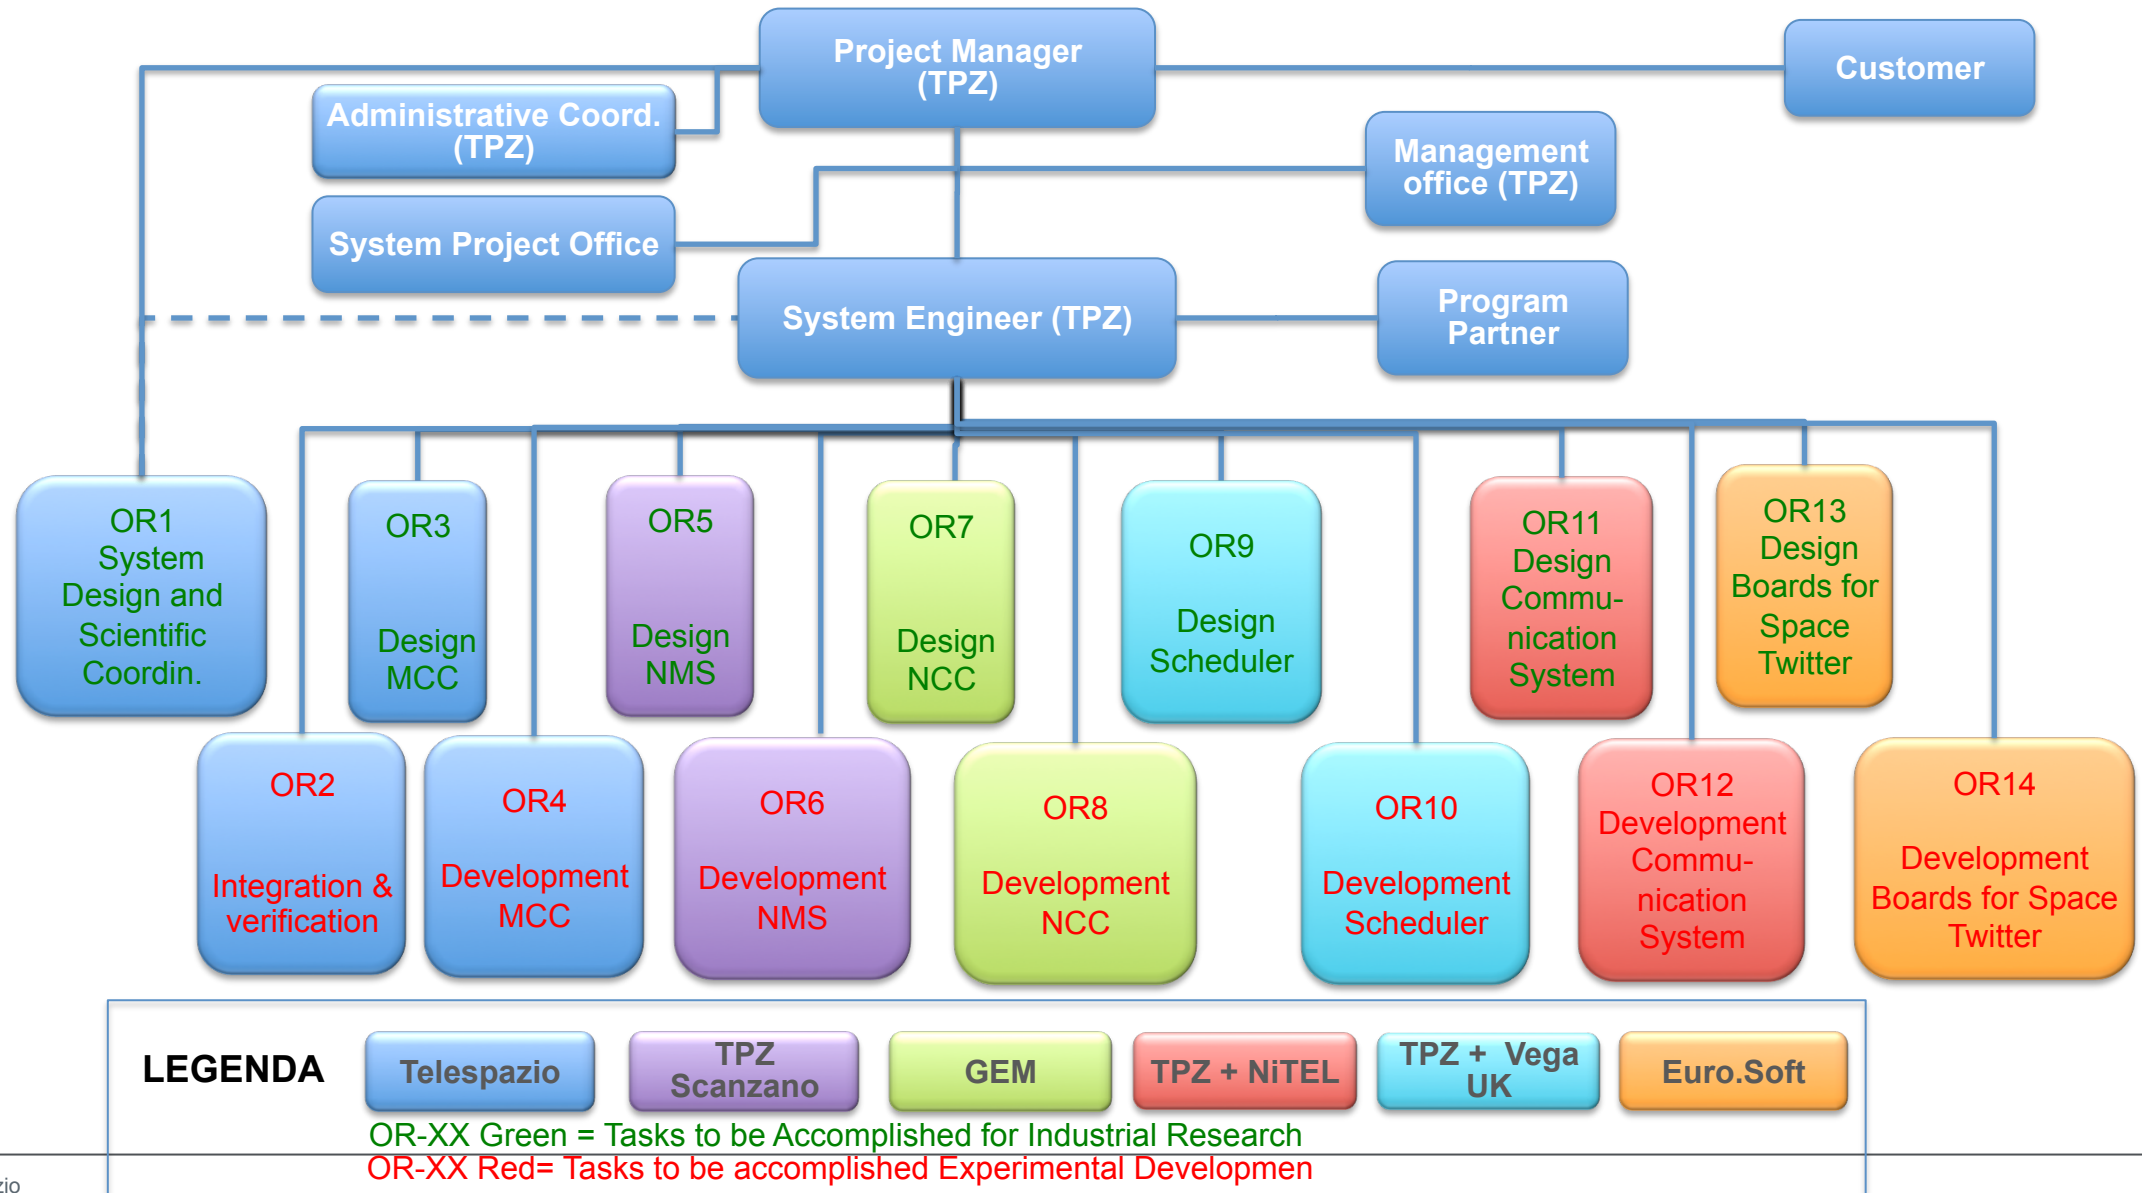 Project Manager
(TPZ)
Customer
Administrative Coord.
(TPZ)
Management
office (TPZ)
System Project Office
System Engineer (TPZ)
Program
Partner
OR1
System
Design and
Scientific
Coordin.
OR3
Design
MCC
OR5
Design
NMS
OR7
Design
NCC
OR9
Design
Scheduler
OR11
Design
Commu-
nication
System
OR13
Design
Boards for
Space
Twitter
OR2
Integration &
verification
OR4
Development
MCC
OR6
Development
NMS
OR8
Development
NCC
OR10
Development
Scheduler
OR12
Development
Commu-
nication
System
OR14
Development
Boards for Space
Twitter
LEGENDA
Telespazio
TPZ
Scanzano
GEM
TPZ + NiTEL
TPZ + Vega
UK
Euro.Soft
OR-XX Green = Tasks to be Accomplished for Industrial Research
OR-XX Red= Tasks to be accomplished Experimental Developmen
zio